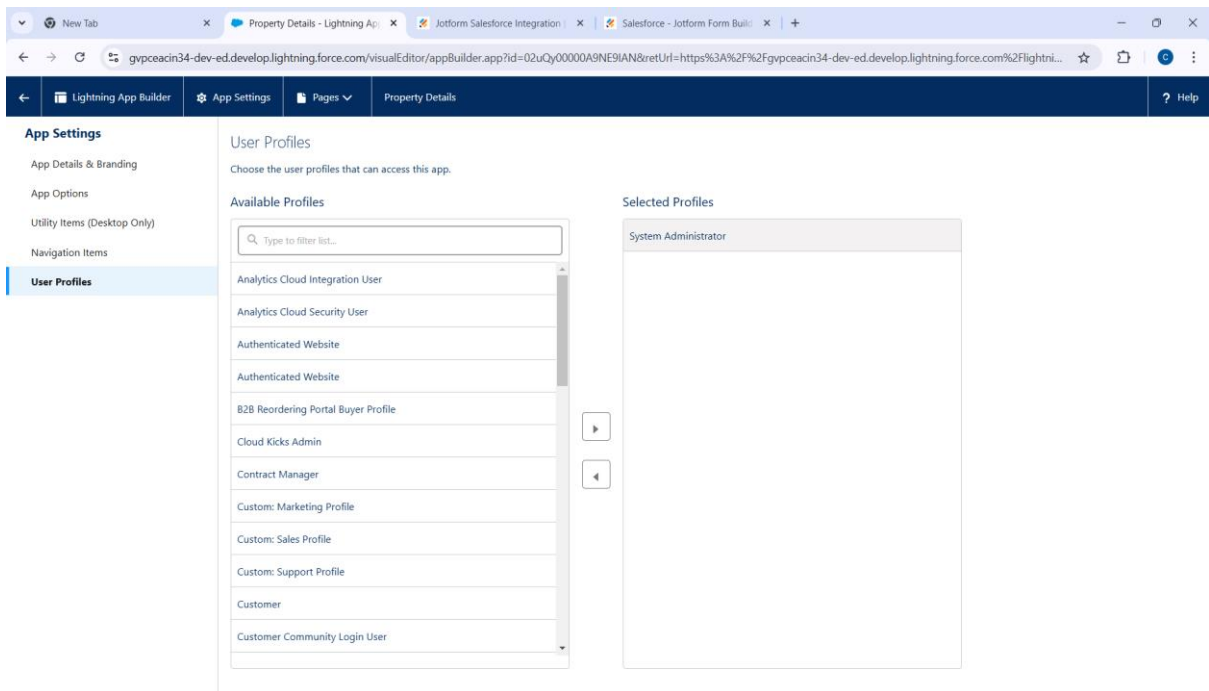 New Tab
Property Details - Lightning Ap
Jotform Salesforce Integration |
Salesforce - Jotform Form Build
gvpceacin34-dev-ed.develop.lightning.force.com/visualEditor/appBuilder.app?id=02uQy00000A9NE9IAN&retUrl=https%3A%2F%2Fgvpceacin34-dev-ed.develop.lightning.force.com%2Flightni...
C
Lightning App Builder
App Settings
Pages
Property Details
? Help
App Settings
App Details & Branding
App Options
Utility Items (Desktop Only)
Navigation Items
User Profiles
User Profiles
Choose the user profiles that can access this app.
Available Profiles
Type to filter list...
Analytics Cloud Integration User
Analytics Cloud Security User
Authenticated Website
Authenticated Website
B2B Reordering Portal Buyer Profile
Cloud Kicks Admin
Contract Manager
Custom: Marketing Profile
Custom: Sales Profile
Custom: Support Profile
Customer
Customer Community Login User
Selected Profiles
System Administrator